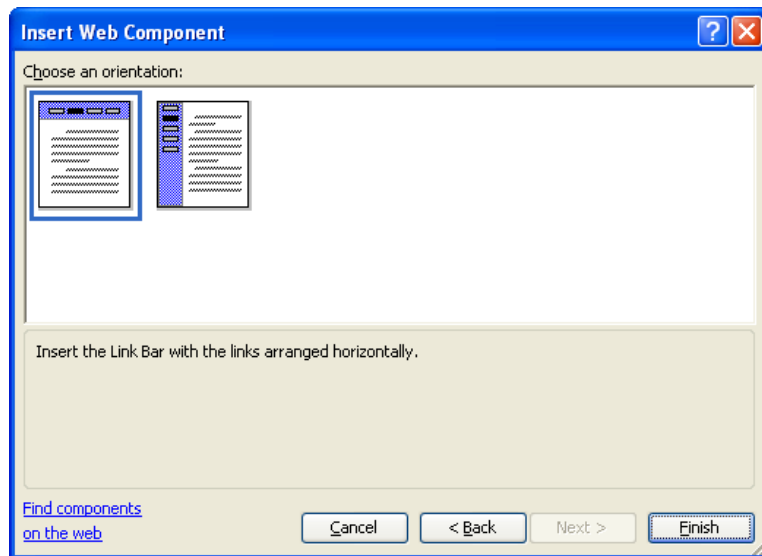 Insert Web Component
Choose an orientation:
Insert the Link Bar with the links arranged horizontally.
Find components
on the web
Cancel
< Back
Next >
Finish